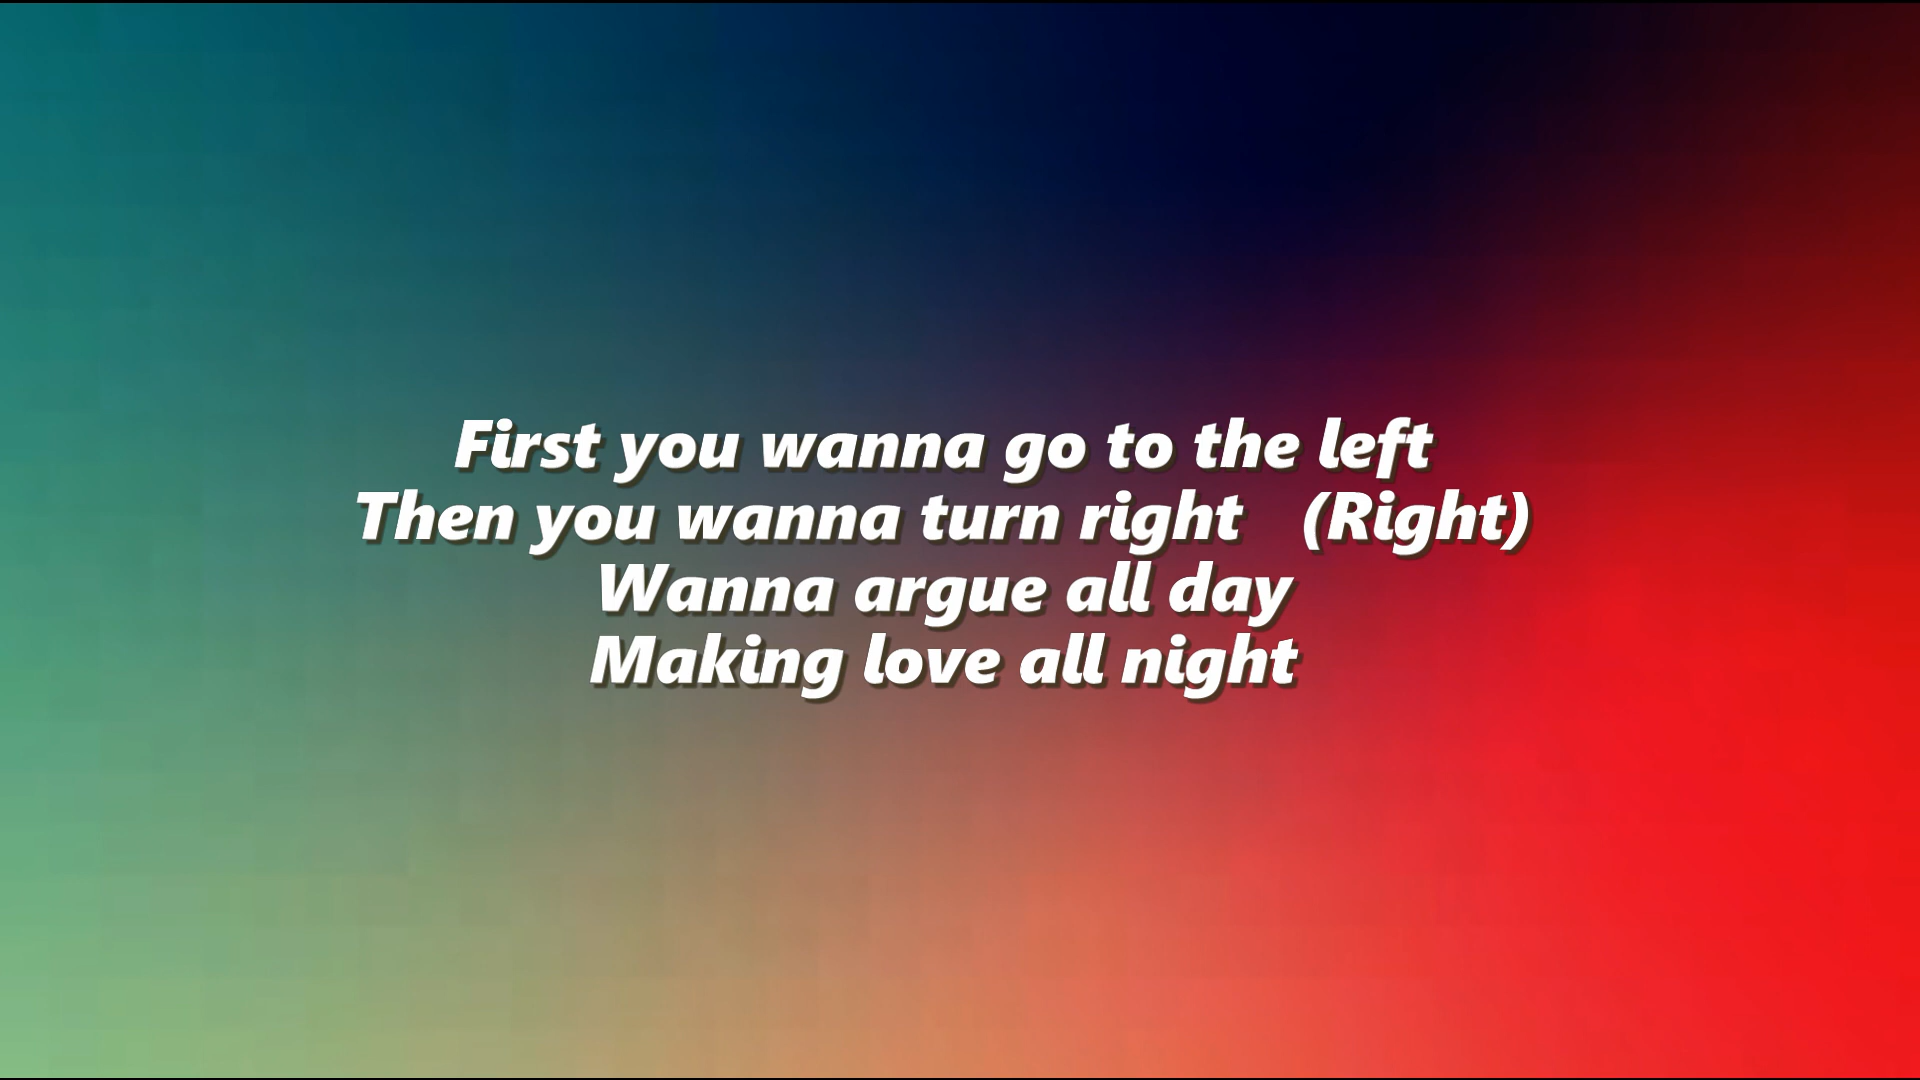 First you wanna go to the left
Then you wanna turn right (Right)
Wanna argue all day
Making love all night